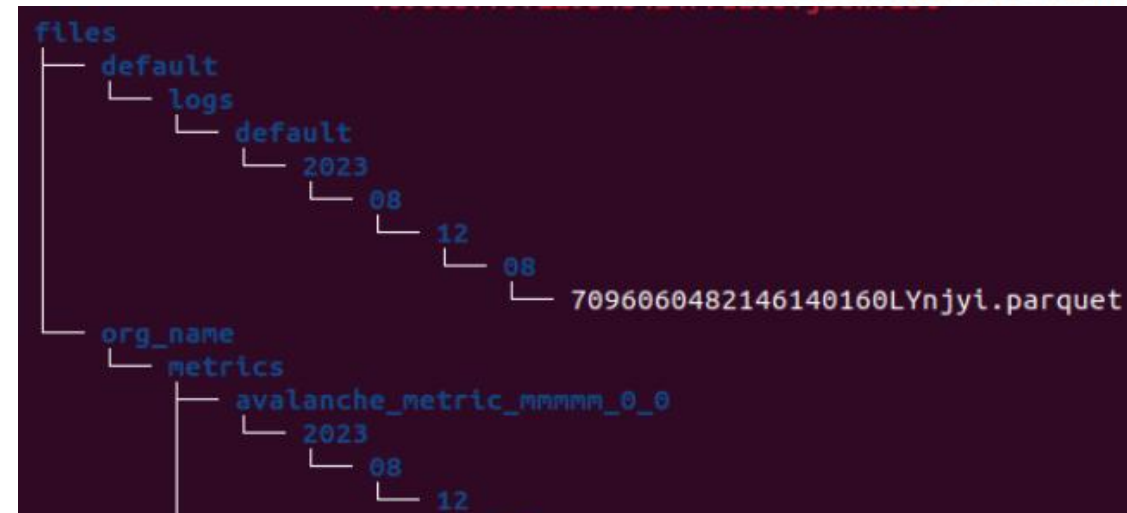 files
├── default
│   └── logs
│       └── default
│           └── 2023
│               └── 08
│                   └── 12
│                       └── 08
│                           └── 7096060482146140160LYnjyi.parquet
└── org_name
    └── metrics
        ├── avalanche_metric_mmmmm_0_0
        │   └── 2023
        │       └── 08
        │           └── 12